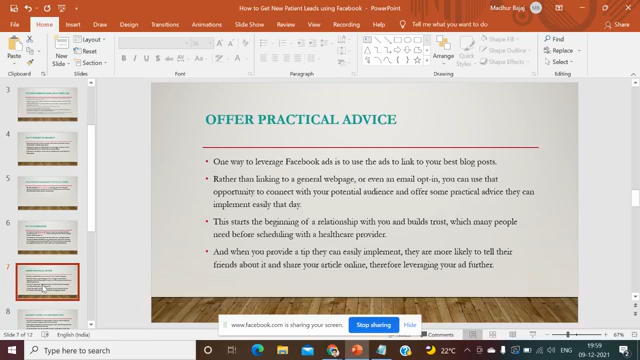 How to Get New Patient Leads using Facebook - PowerPoint
Madhur Bajaj
MB
File Home Insert Draw Design Transitions Animations Slide Show Review View Recording Help Tell me what you want to do
Share
Paste
New Slide
Layout
Reset
Section
Arrange
Quick Styles
Shape Fill
Shape Outline
Shape Effects
Find
Replace
Select
Clipboard Slides Font Paragraph Drawing Editing
3
4
5
6
7
8
OFFER PRACTICAL ADVICE
• One way to leverage Facebook ads is to use the ads to link to your best blog posts.
• Rather than linking to a general webpage, or even an email opt-in, you can use that
opportunity to connect with your potential audience and offer some practical advice they can
implement easily that day.
• This starts the beginning of a relationship with you and builds trust, which many people
need before scheduling with a healthcare provider.
• And when you provide a tip they can easily implement, they are more likely to tell their
friends about it and share your article online, therefore leveraging your ad further.
www.facebook.com is sharing your screen. Stop sharing Hide
Slide 7 of 12 English (India) Comments 67%
Type here to search
22°C ENG 19:59
09-12-2021